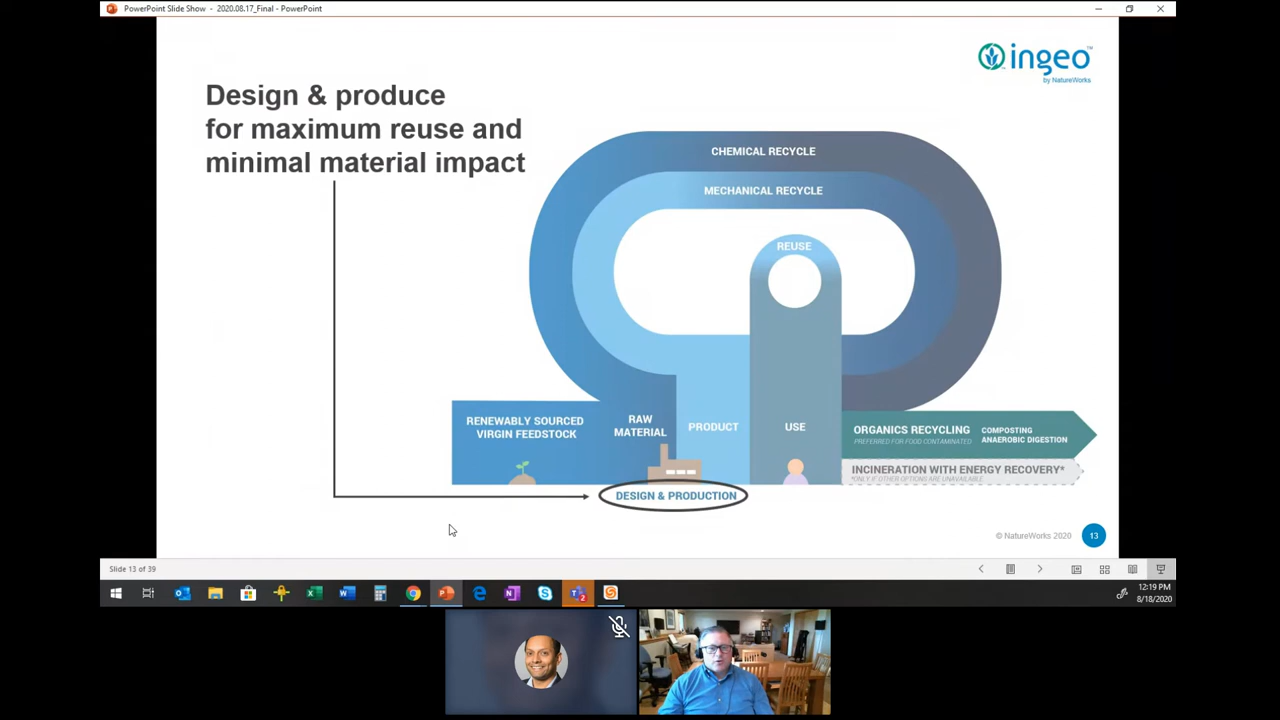 PowerPoint Slide Show - 2020.08.17_Final - PowerPoint
ingeo™
by NatureWorks
Design & produce
for maximum reuse and
minimal material impact
CHEMICAL RECYCLE
MECHANICAL RECYCLE
REUSE
RENEWABLY SOURCED
VIRGIN FEEDSTOCK
RAW
MATERIAL
PRODUCT
USE
ORGANICS RECYCLING
PREFERRED FOR FOOD CONTAMINATED
COMPOSTING
ANAEROBIC DIGESTION
INCINERATION WITH ENERGY RECOVERY*
*ONLY IF OTHER OPTIONS ARE UNAVAILABLE
DESIGN & PRODUCTION
© NatureWorks 2020
13
Slide 13 of 39
12:19 PM
8/18/2020